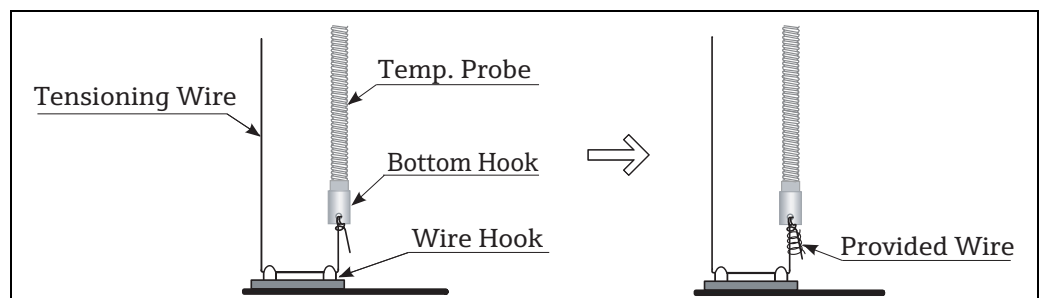 Temp. Probe
Tensioning Wire
Bottom Hook
Wire Hook
Provided Wire